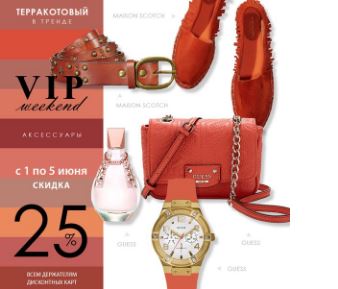 ТЕРРАКОТОВЫЙ
В ТРЕНДЕ
MAISON SCOTCH
VIP
weekend
MAISON SCOTCH
АКСЕССУАРЫ
с 1 по 5 июня
СКИДКА
25%
ВСЕМ ДЕРЖАТЕЛЯМ
ДИСКОНТНЫХ КАРТ
GUESS
GUESS
GUESS
GUESS